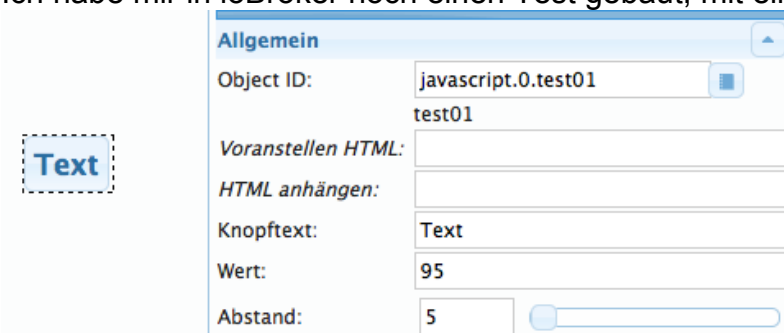 Allgemein
Object ID: javascript.0.test01
test01
Text
Voranstellen HTML:
HTML anhängen:
Knopftext: Text
Wert: 95
Abstand: 5